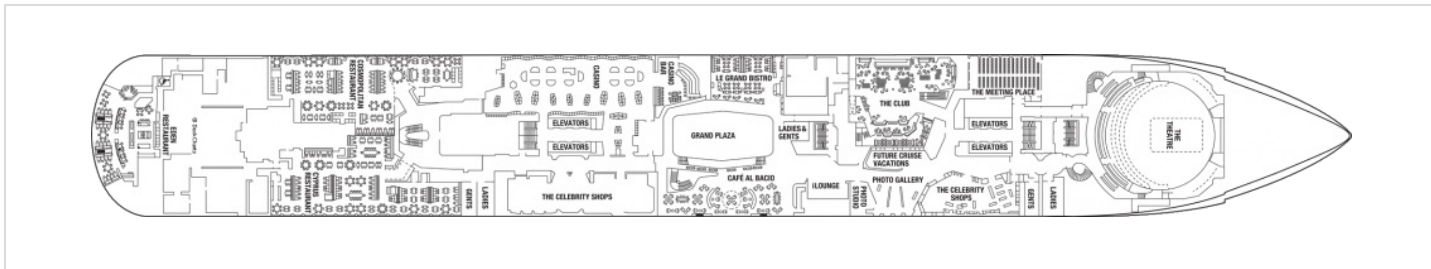 EDEN
RESTAURANT
© DeckChairs
COSMOPOLITAN
RESTAURANT
CYPRUS
RESTAURANT
GENTS
LADIES
CASINO
ELEVATORS
ELEVATORS
THE CELEBRITY SHOPS
CASINO
BAR
LE GRAND BISTRO
GRAND PLAZA
CAFÉ AL BACIO
LADIES &
GENTS
iLOUNGE
THE CLUB
FUTURE CRUISE
VACATIONS
PHOTO GALLERY
PHOTO
STUDIO
THE CELEBRITY
SHOPS
THE MEETING PLACE
ELEVATORS
ELEVATORS
GENTS
LADIES
THE
THEATRE